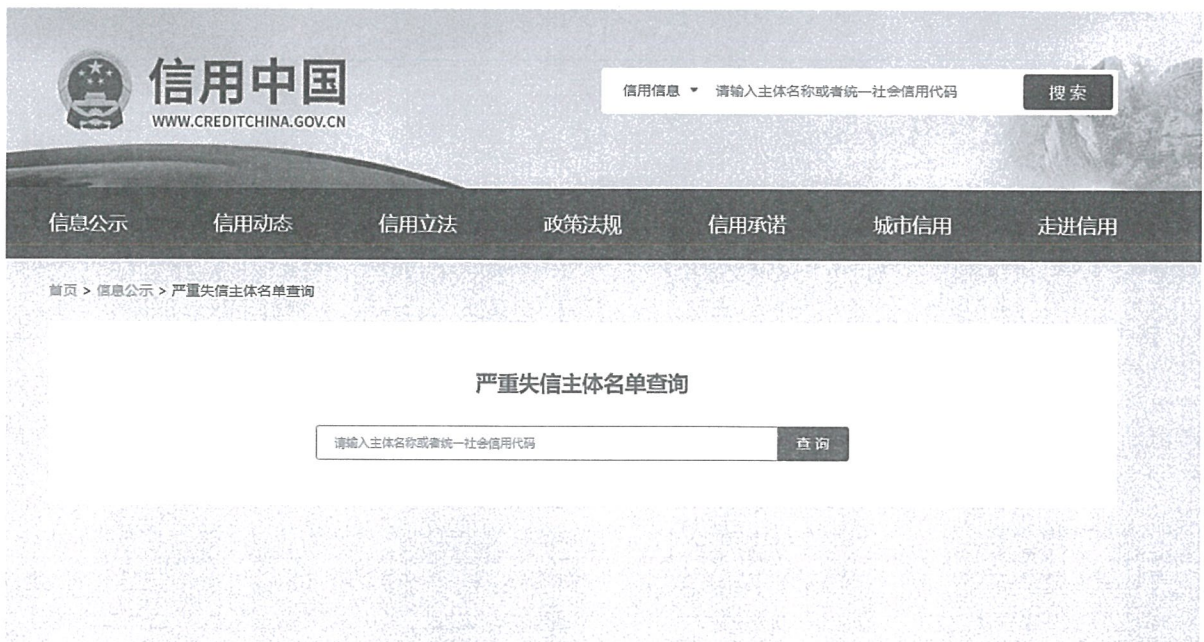 信用中国
WWW.CREDITCHINA.GOV.CN
信用信息 请输入主体名称或者统一社会信用代码 搜索
信息公示 信用动态 信用立法 政策法规 信用承诺 城市信用 走进信用
首页 > 信息公示 > 严重失信主体名单查询
严重失信主体名单查询
请输入主体名称或者统一社会信用代码 查询